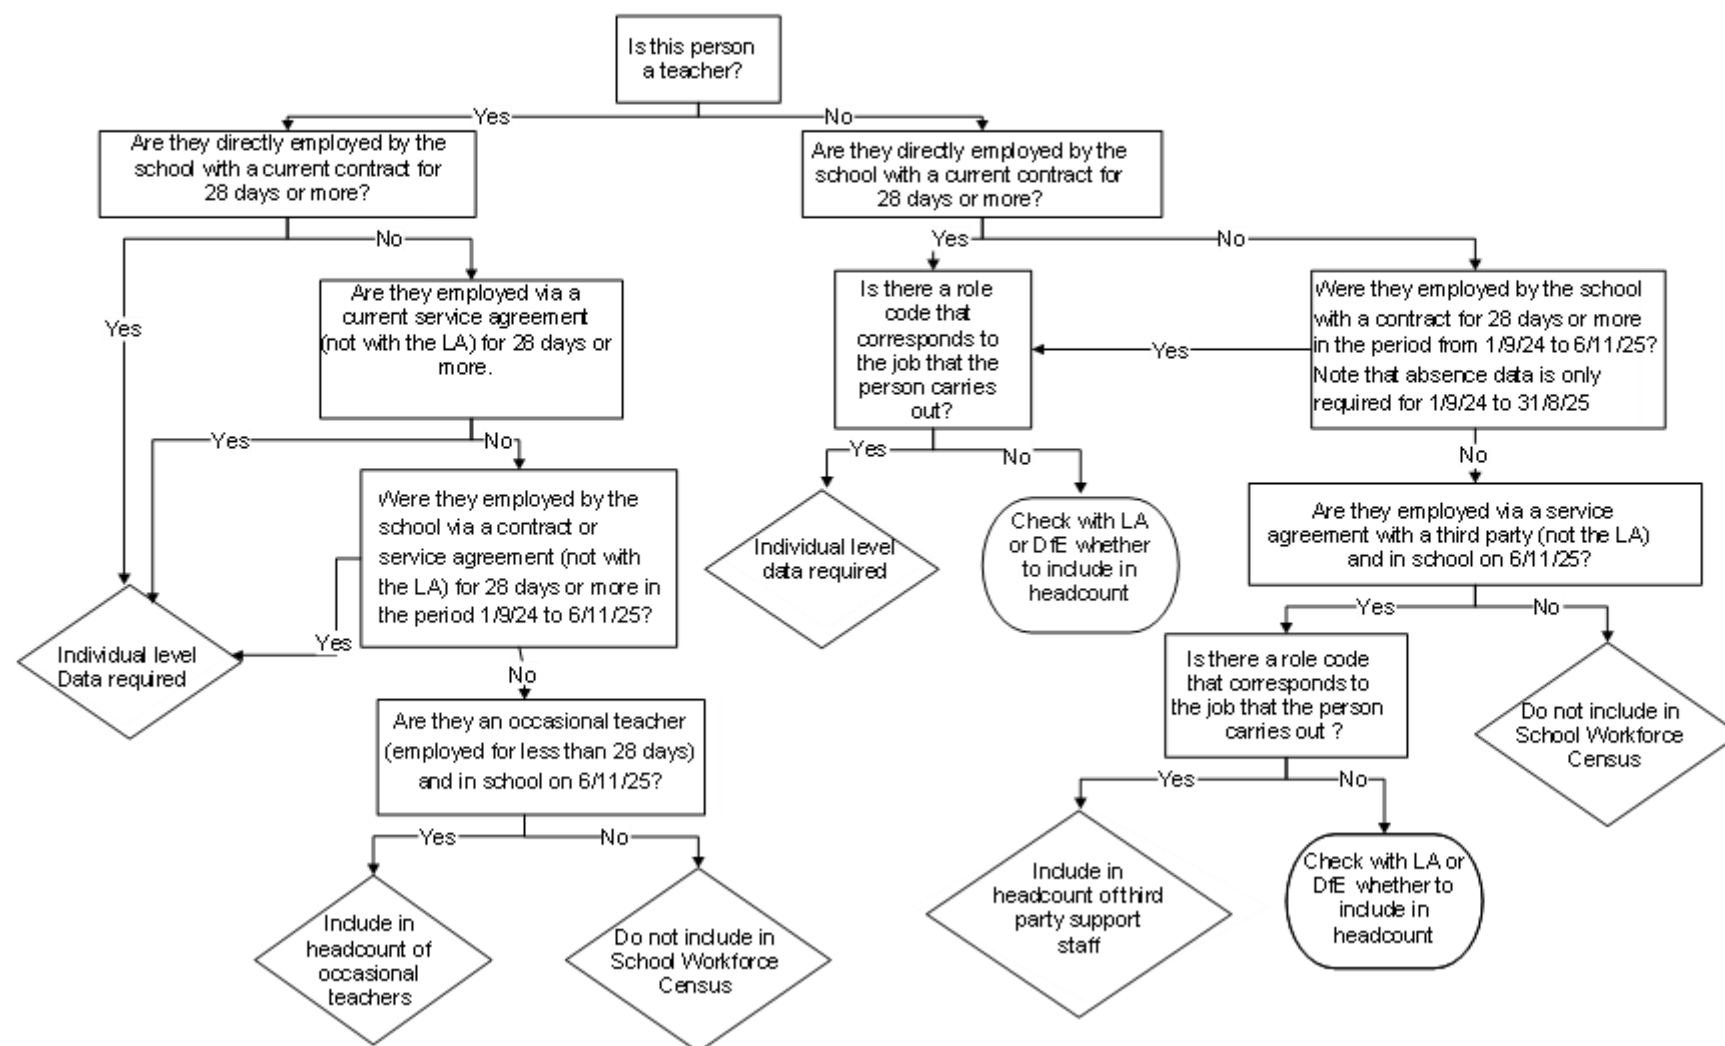 Is this person
a teacher?
Yes
No
Are they directly employed by the
school with a current contract for
28 days or more?
Are they directly employed by the
school with a current contract for
28 days or more?
No
Yes
No
Yes
Are they employed via a
current service agreement
(not with the LA) for 28 days or
more.
Is there a role
code that
corresponds to
the job that the
person carries
out?
Yes
Were they employed by the school
with a contract for 28 days or more
in the period from 1/9/24 to 6/11/25?
Note that absence data is only
required for 1/9/24 to 31/8/25
Yes
No
Yes
No
No
Were they employed by the
school via a contract or
service agreement (not with
the LA) for 28 days or more in
the period 1/9/24 to 6/11/25?
Yes
Individual level
data required
Check with LA
or DfE whether
to include in
headcount
Are they employed via a service
agreement with a third party (not the LA)
and in school on 6/11/25?
Yes
No
Individual level
Data required
No
Is there a role code
that corresponds to
the job that the person
carries out ?
Do not include in
School Workforce
Census
Are they an occasional teacher
(employed for less than 28 days)
and in school on 6/11/25?
Yes
No
Yes
No
Include in
headcount of
occasional
teachers
Do not include in
School Workforce
Census
Include in
headcount of third
party support
staff
Check with LA or
DfE whether to
include in
headcount